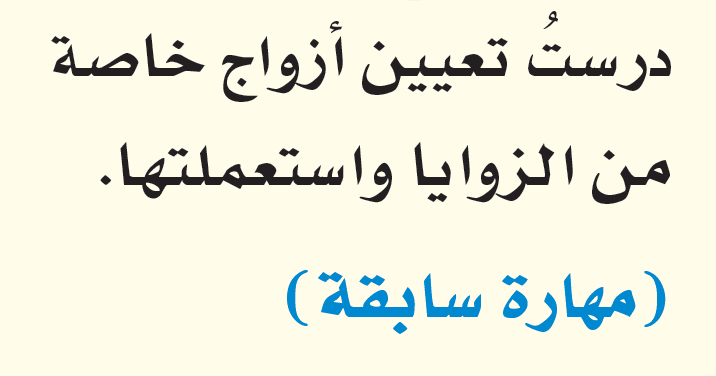 درستُ تعيين أزواج خاصة
من الزوايا واستعملتها.
(مهارة سابقة)